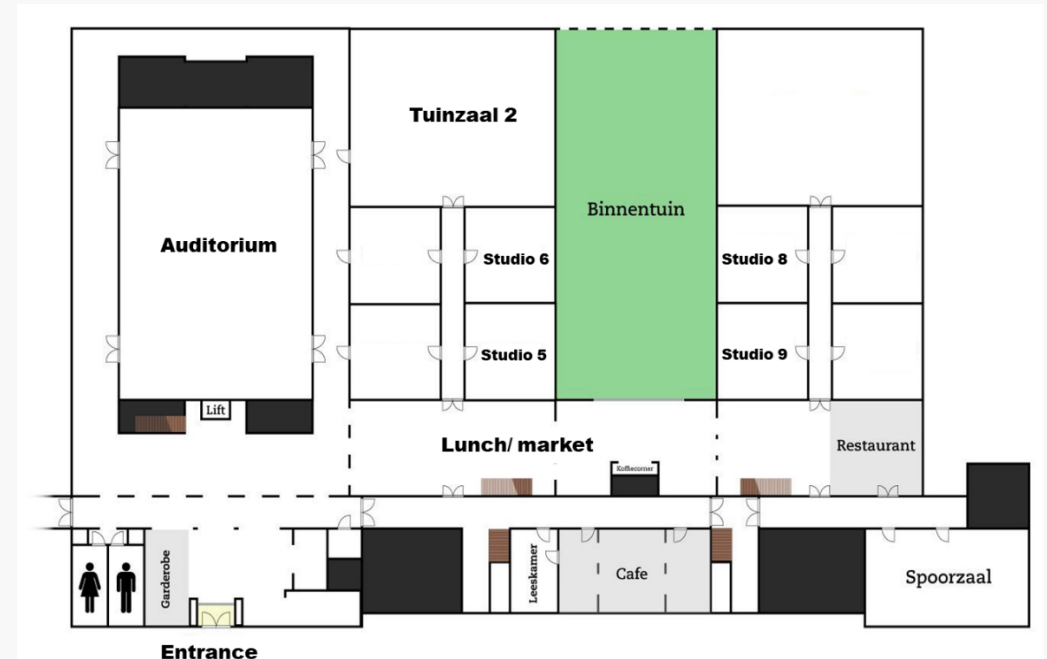 Tuinzaal 2
Binnentuin
Auditorium
Studio 6
Studio 8
Studio 5
Studio 9
Lift
Lunch/ market
Restaurant
Koffiecorner
Garderobe
Leeskamer
Cafe
Spoorzaal
Entrance